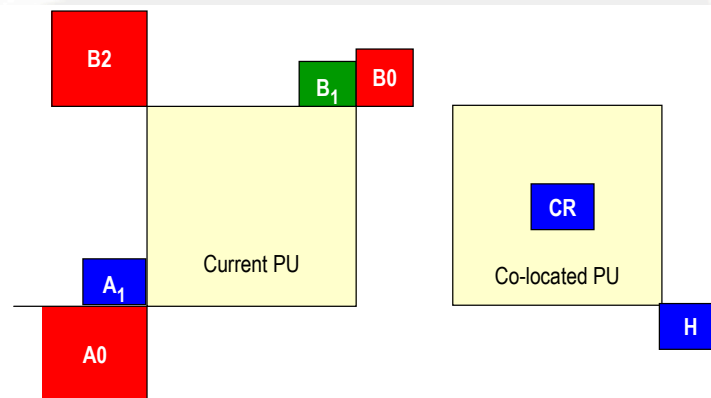 B2
B1
B0
CR
Current PU
Co-located PU
A1
H
A0